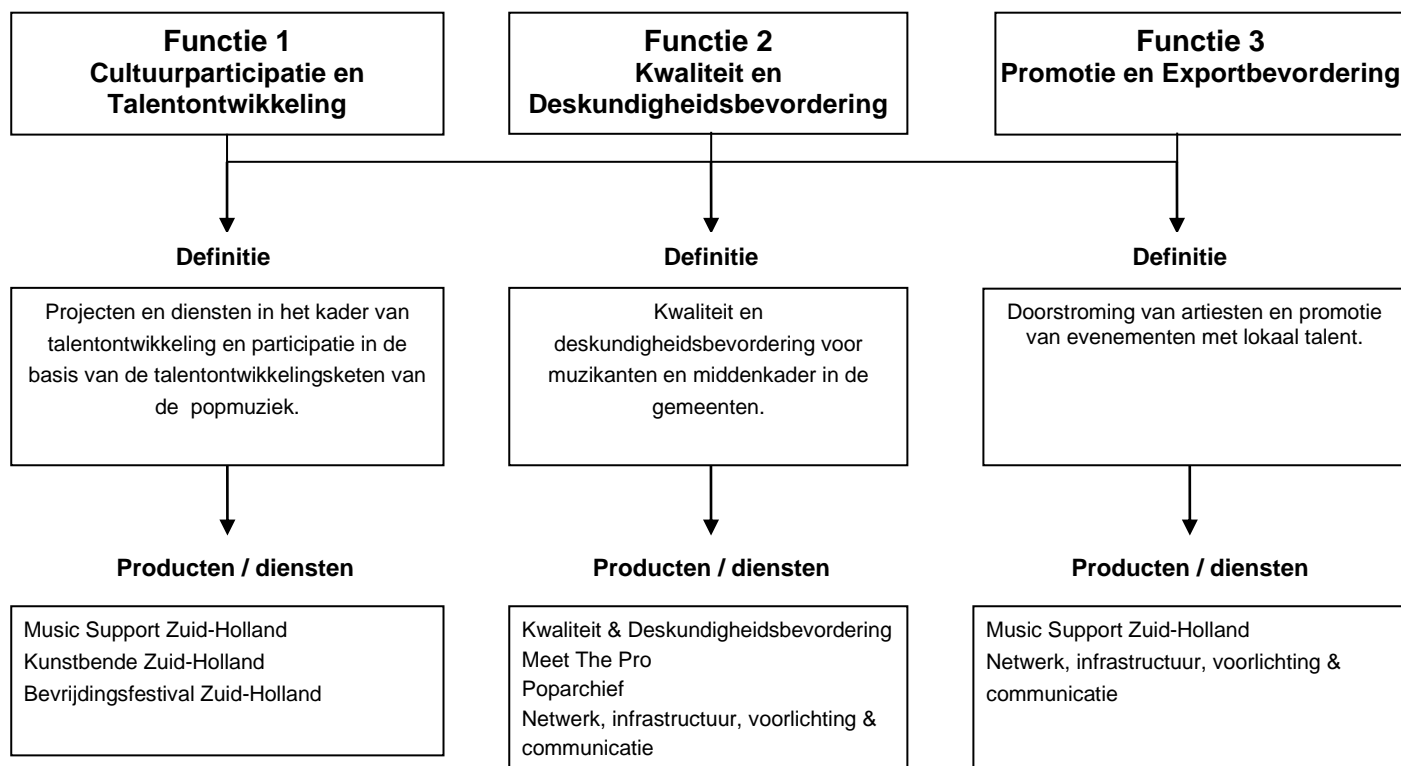 Functie 1
Cultuurparticipatie en
Talentontwikkeling
Functie 2
Kwaliteit en
Deskundigheidsbevordering
Functie 3
Promotie en Exportbevordering
Definitie
Definitie
Definitie
Projecten en diensten in het kader van
talentontwikkeling en participatie in de
basis van de talentontwikkelingsketen van
de popmuziek.
Kwaliteit en
deskundigheidsbevordering voor
muzikanten en middenkader in de
gemeenten.
Doorstroming van artiesten en promotie
van evenementen met lokaal talent.
Producten / diensten
Producten / diensten
Producten / diensten
Music Support Zuid-Holland
Kunstbende Zuid-Holland
Bevrijdingsfestival Zuid-Holland
Kwaliteit & Deskundigheidsbevordering
Meet The Pro
Poparchief
Netwerk, infrastructuur, voorlichting &
communicatie
Music Support Zuid-Holland
Netwerk, infrastructuur, voorlichting &
communicatie